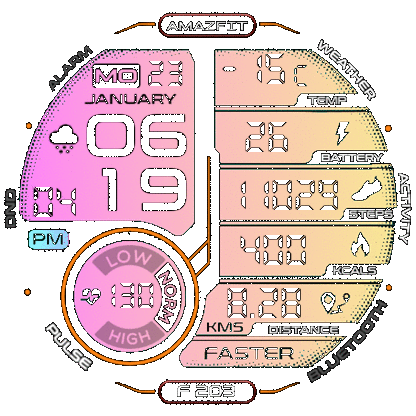 AMAZFIT
ALARM
MO 23
JANUARY
06
19
04
DND
PM
LOW
NORM
130
HIGH
PULSE
WEATHER
-15c
TEMP
26
BATTERY
11029
STEPS
ACTIVITY
400
KCALS
8.28
KMS DISTANCE
FASTER
BLUETOOTH
F 203